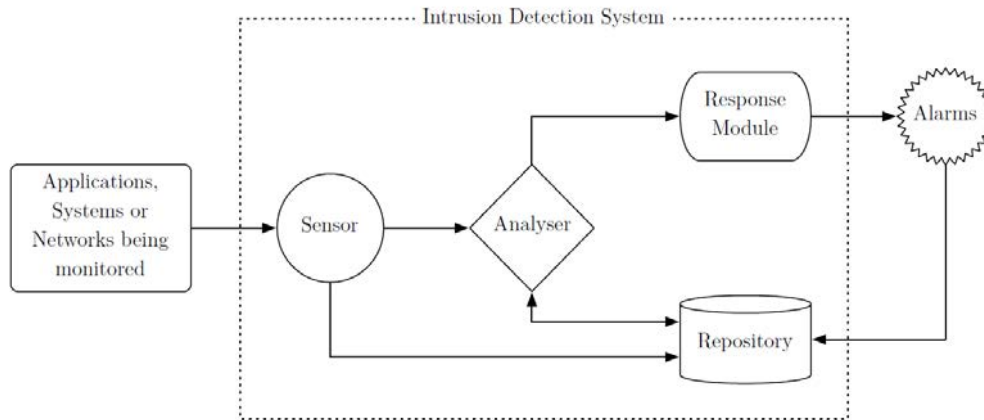 Intrusion Detection System
Applications,
Systems or
Networks being
monitored
Sensor
Analyser
Response
Module
Alarms
Repository